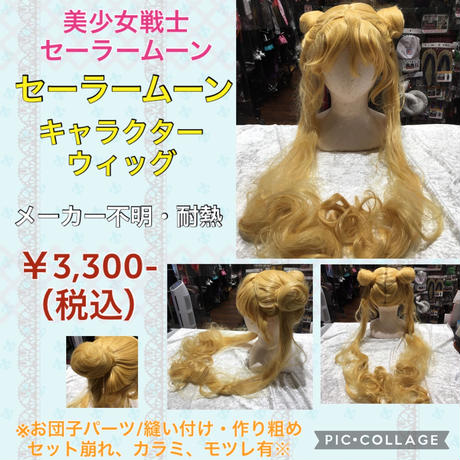 美少女戦士
セーラームーン
セーラームーン
キャラクター
ウィッグ
メーカー不明・耐熱
￥3,300-
(税込)
※お団子パーツ/縫い付け・作り粗め
セット崩れ、カラミ、モツレ有※
PIC•COLLAGE